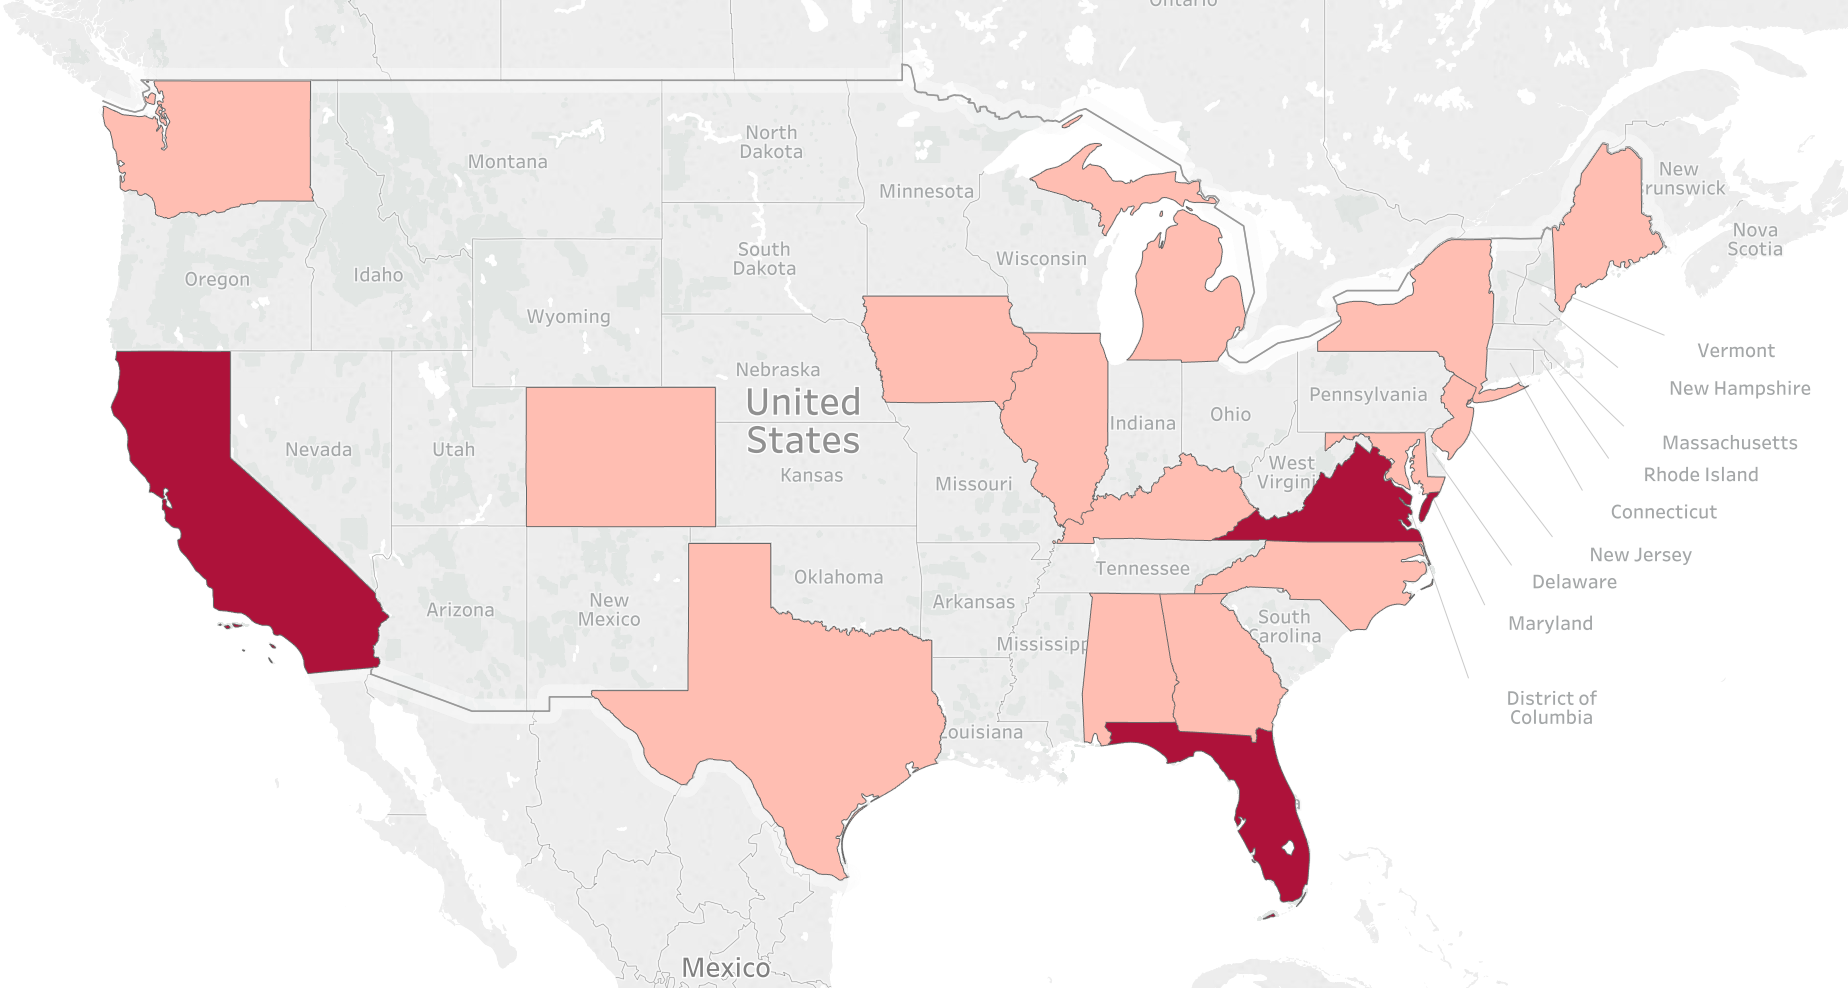 Ontario
North
Dakota
Montana
Minnesota
New
Brunswick
Nova
Scotia
South
Dakota
Wisconsin
Oregon
Idaho
Wyoming
Vermont
Nebraska
New Hampshire
United
States
Pennsylvania
Ohio
Indiana
Nevada
Utah
Massachusetts
Kansas
West
Virgini
Rhode Island
Missouri
Connecticut
New Jersey
Tennessee
Oklahoma
Delaware
Arizona
New
Mexico
Arkansas
South
Carolina
Maryland
Mississipp
District of
Columbia
Louisiana
a
Mexico